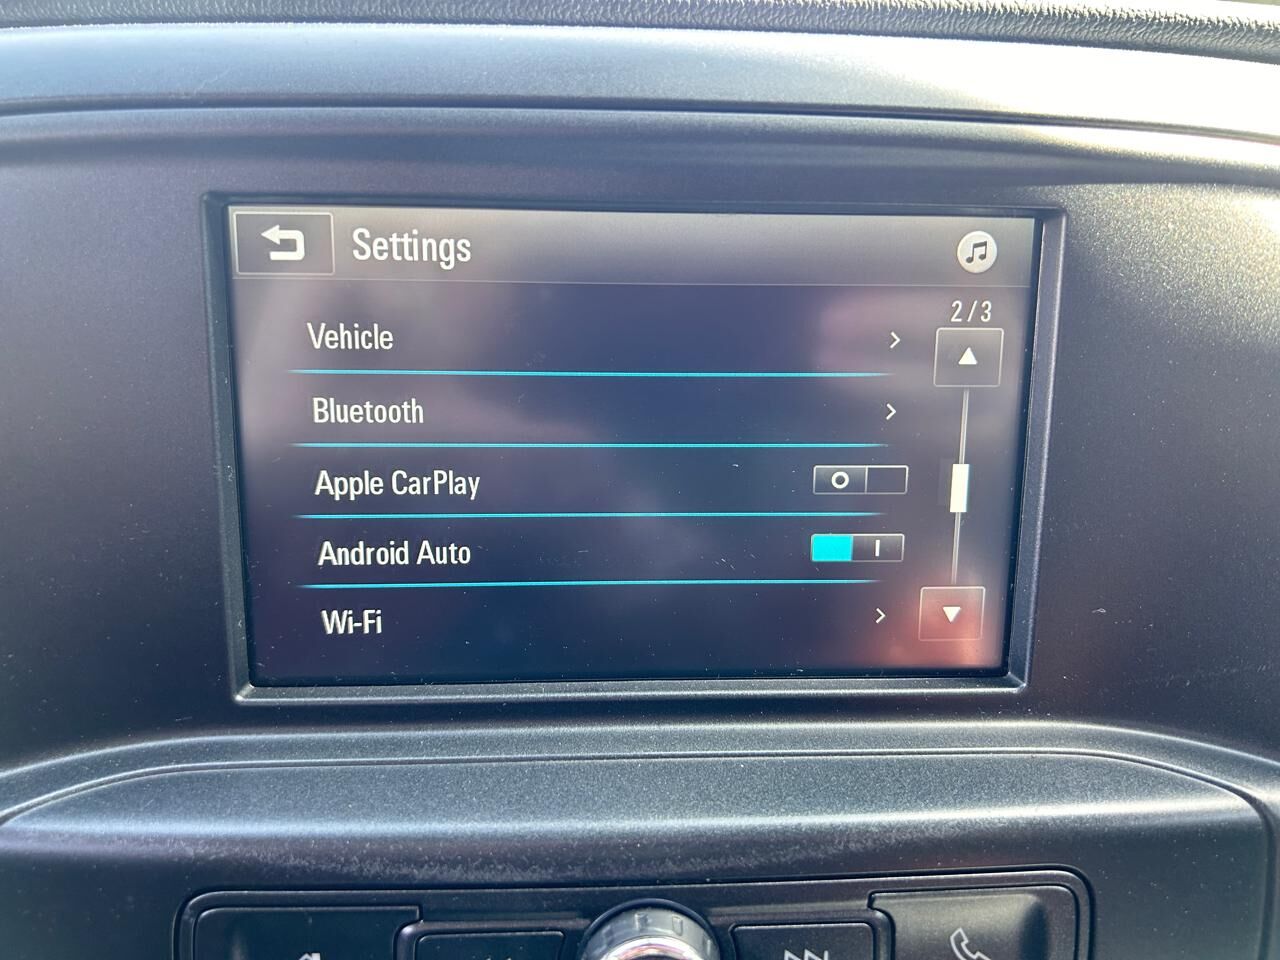 Settings
2/3
Vehicle
Bluetooth
Apple CarPlay
Android Auto
Wi-Fi